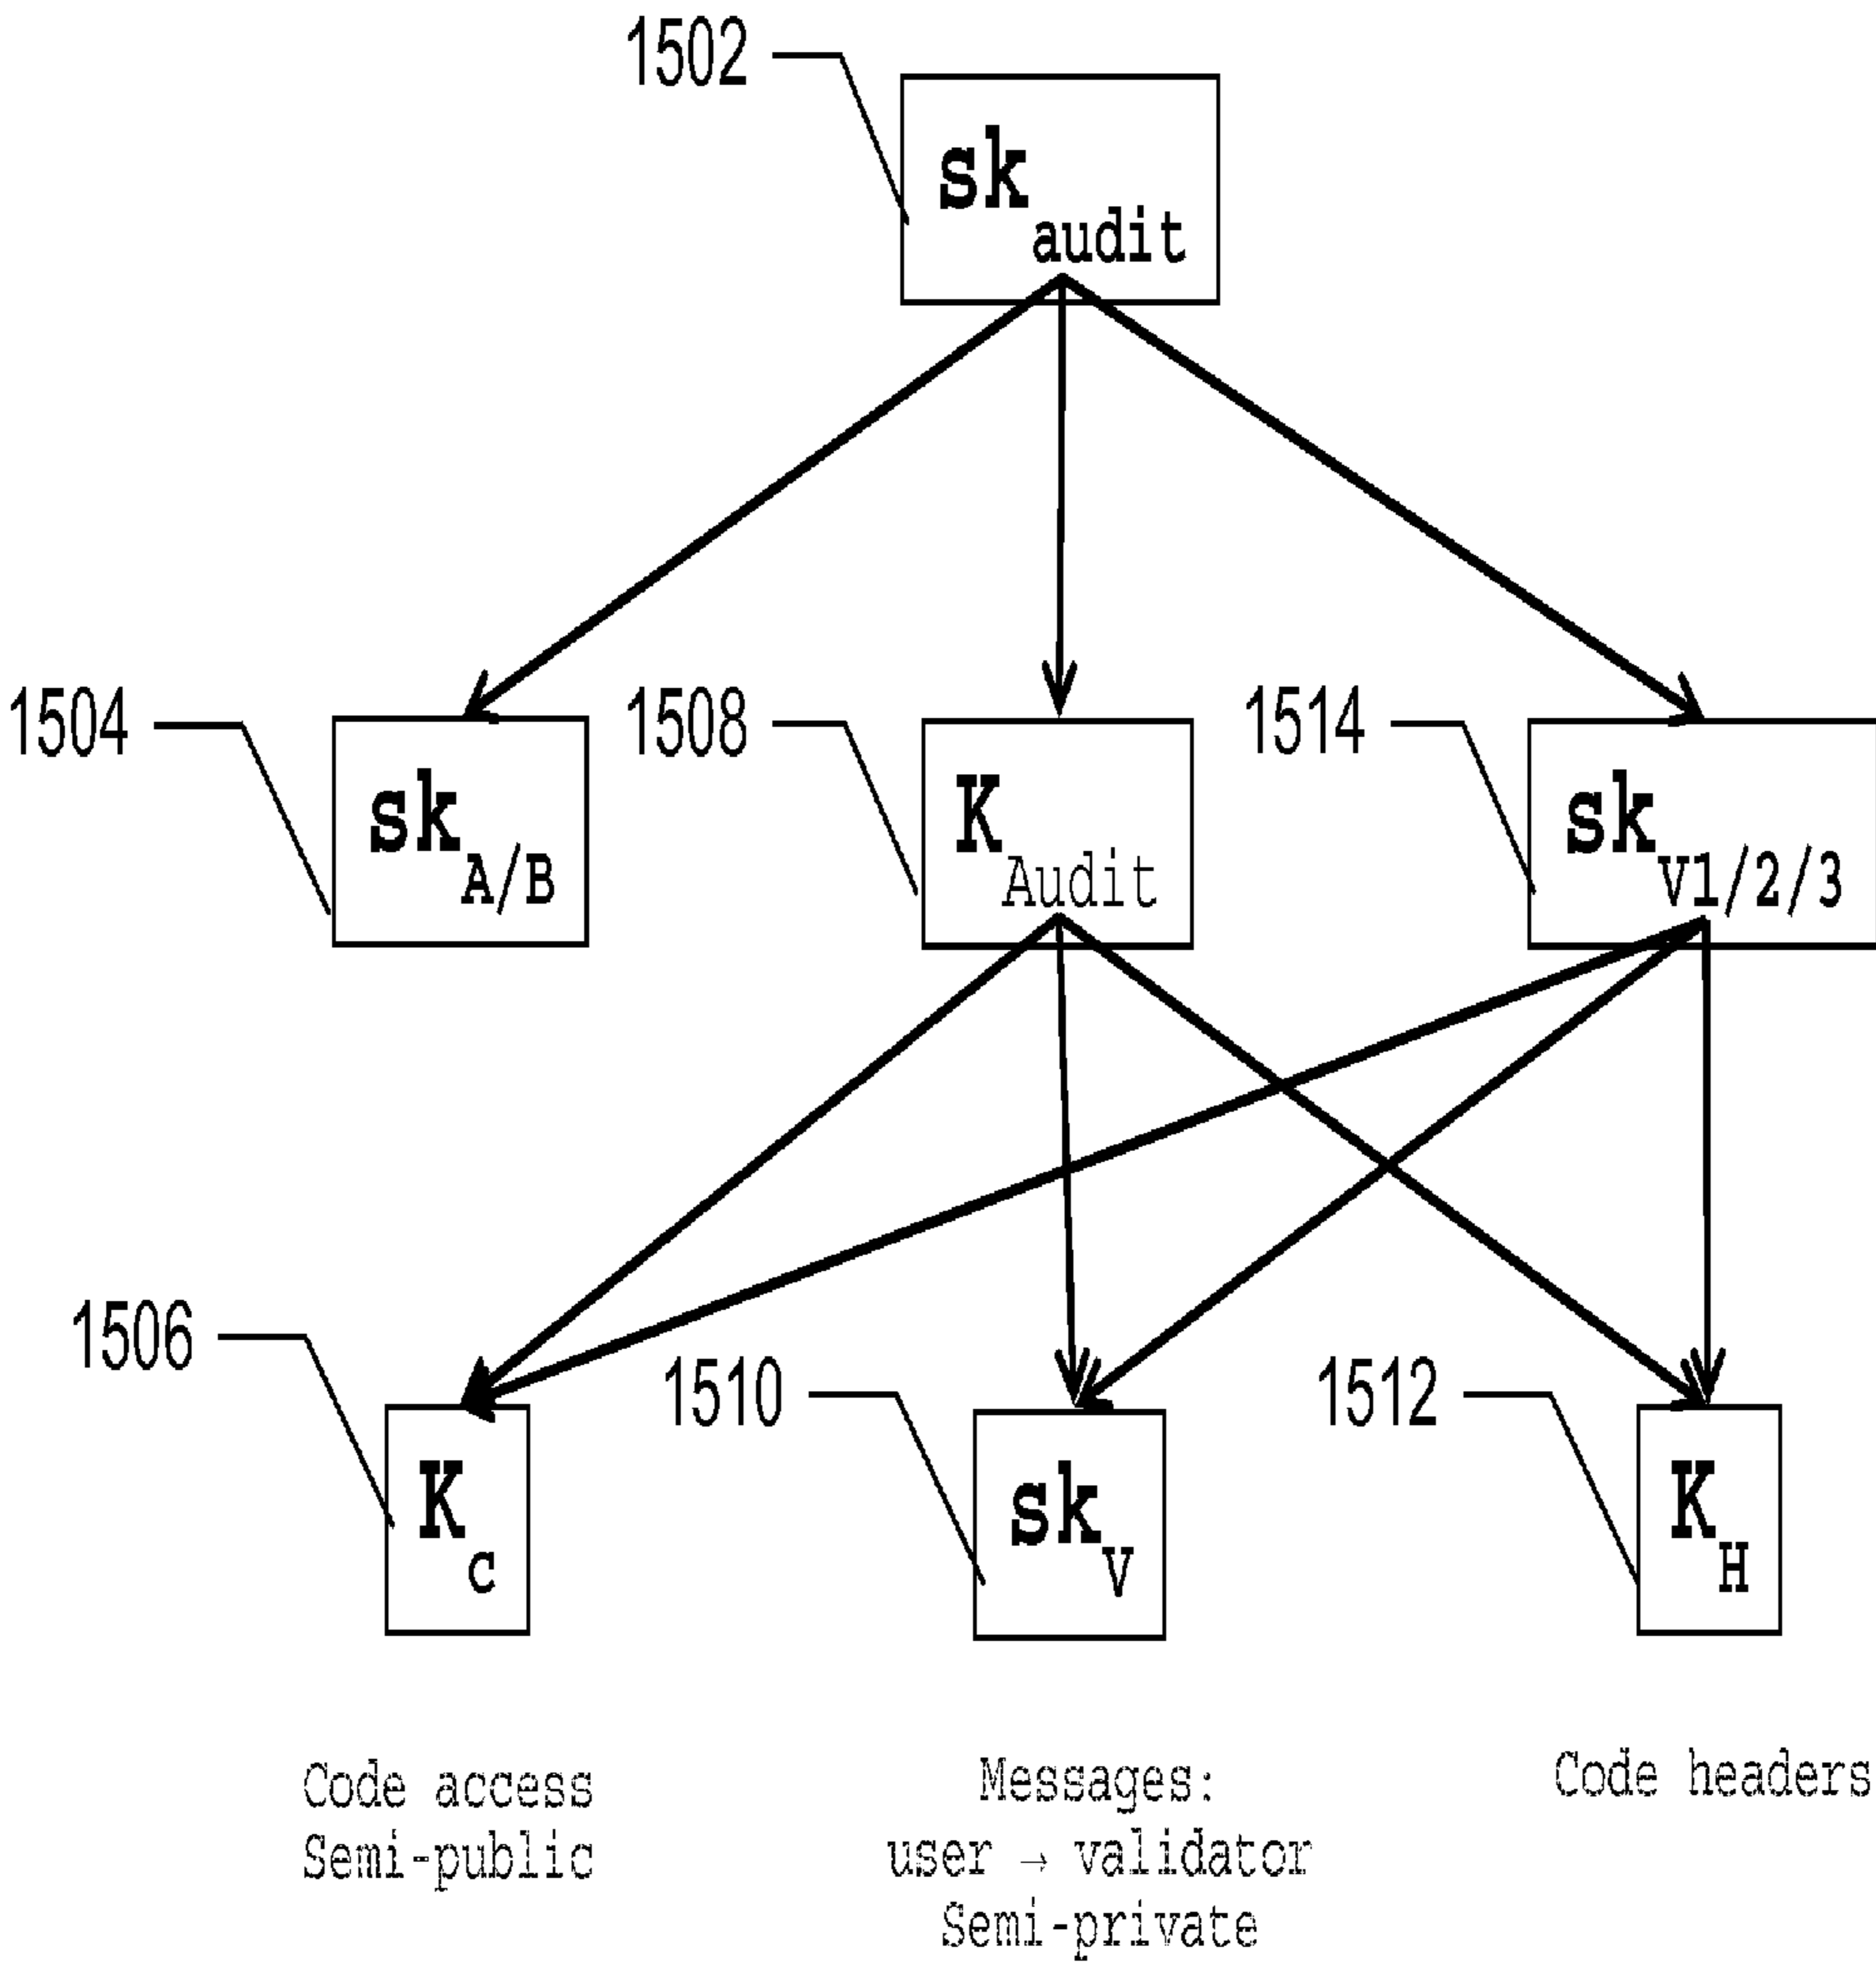 1502
sk audit
1504
sk A/B
1508
K Audit
1514
sk V1/2/3
1506
K C
1510
sk V
1512
K H
Code access
Semi-public
Messages:
user → validator
Semi-private
Code headers